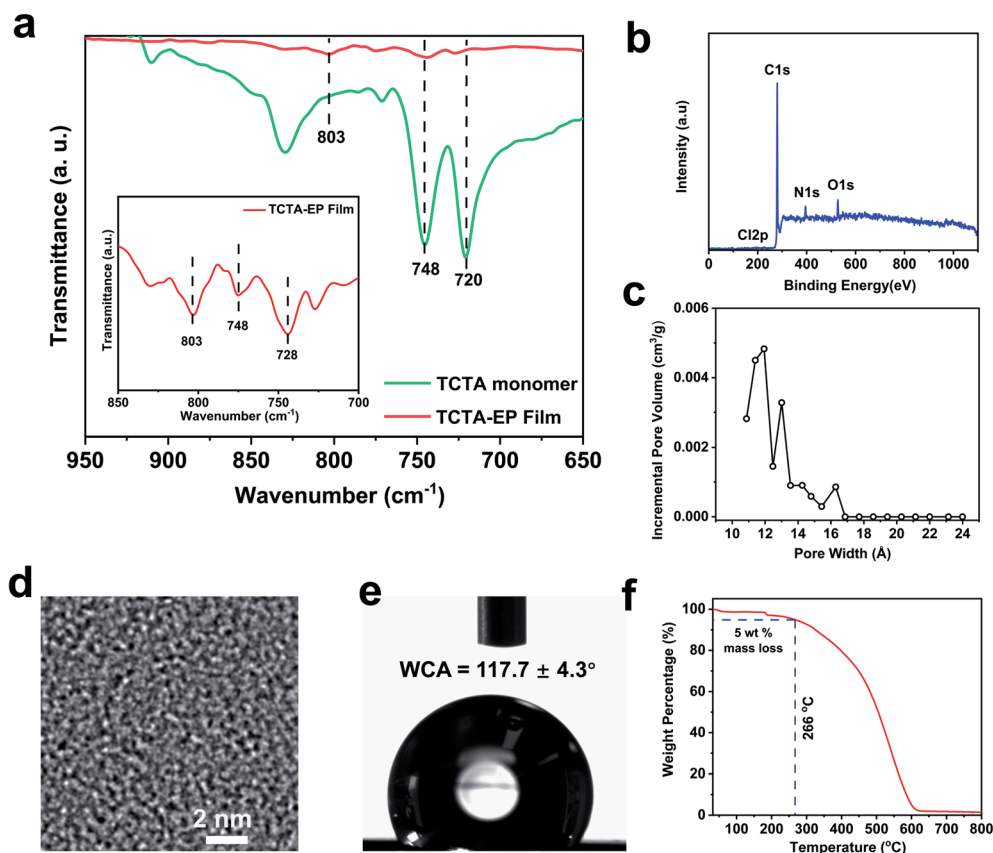 a
Transmittance (a. u.)
803
748
720
TCTA-EP Film
Transmittance (a.u.)
803
748
728
850
800
750
700
Wavenumber (cm⁻¹)
TCTA monomer
TCTA-EP Film
950
900
850
800
750
700
650
Wavenumber (cm⁻¹)
b
Intensity (a.u)
C1s
N1s
O1s
Cl2p
0
200
400
600
800
1000
Binding Energy(eV)
c
Incremental Pore Volume (cm³/g)
0.006
0.004
0.002
0.000
10
12
14
16
18
20
22
24
Pore Width (Å)
d
2 nm
e
WCA = 117.7 ± 4.3°
f
Weight Percentage (%)
100
80
60
40
20
0
5 wt %
mass loss
266 °C
100
200
300
400
500
600
700
800
Temperature (°C)